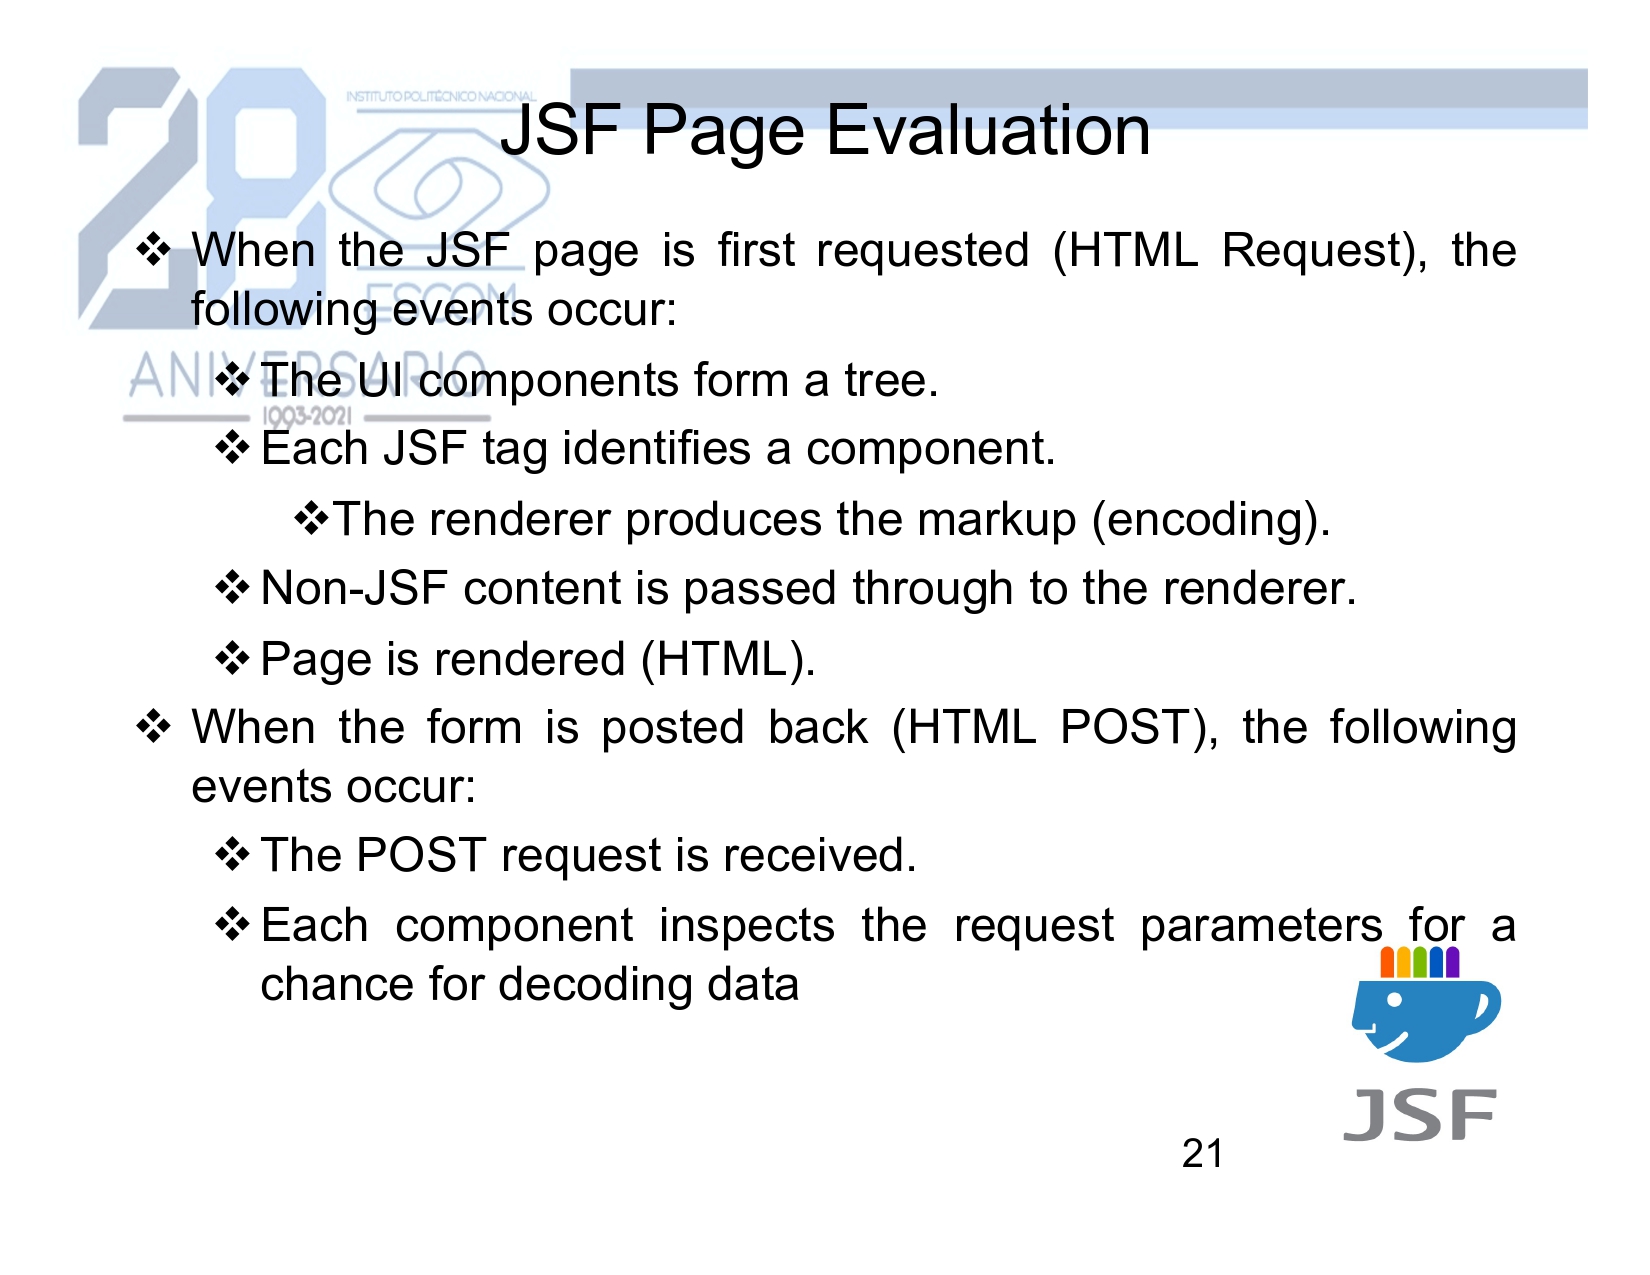 INSTITUTO POLITÉCNICO NACIONAL
JSF Page Evaluation
28
ESCOM
ANIVERSARIO
1993-2021
❖ When the JSF page is first requested (HTML Request), the
following events occur:
❖ The UI components form a tree.
❖ Each JSF tag identifies a component.
❖ The renderer produces the markup (encoding).
❖ Non-JSF content is passed through to the renderer.
❖ Page is rendered (HTML).
❖ When the form is posted back (HTML POST), the following
events occur:
❖ The POST request is received.
❖ Each component inspects the request parameters for a
chance for decoding data
JSF
21